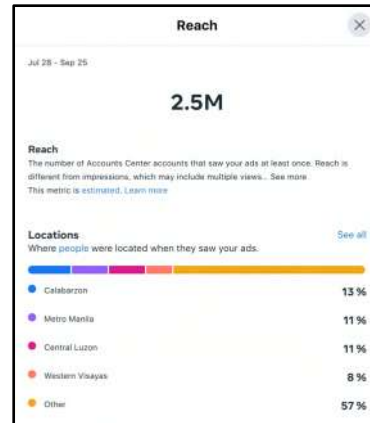 Reach
Jul 28 - Sep 25
2.5M
Reach
The number of Accounts Center accounts that saw your ads at least once. Reach is
different from impressions, which may include multiple views... See more
This metric is estimated. Learn more
Locations
See all
Where people were located when they saw your ads.
Calabarzon
13 %
Metro Manila
11 %
Central Luzon
11 %
Western Visayas
8 %
Other
57 %